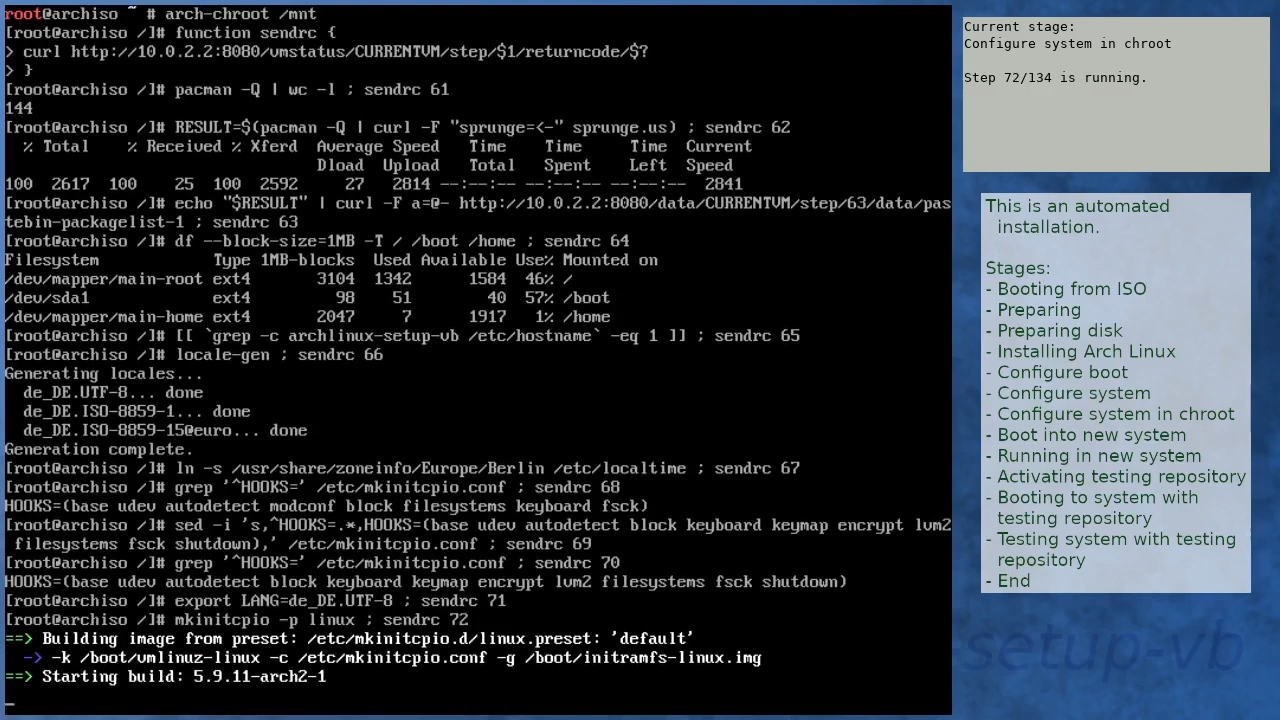 root@archiso ~ # arch-chroot /mnt
[root@archiso /]# function sendrc {
> curl http://10.0.2.2:8080/vmstatus/CURRENTVM/step/$1/returncode/$?
> }
[root@archiso /]# pacman -Q | wc -l ; sendrc 61
144
[root@archiso /]# RESULT=$(pacman -Q | curl -F "sprunge=<-" sprunge.us) ; sendrc 62
  % Total    % Received % Xferd  Average Speed   Time    Time     Time  Current
                                 Dload  Upload   Total   Spent    Left  Speed
100  2617  100    25  100  2592     27   2814 --:--:-- --:--:-- --:--:--  2841
[root@archiso /]# echo "$RESULT" | curl -F a=@- http://10.0.2.2:8080/data/CURRENTVM/step/63/data/pas
tebin-packagelist-1 ; sendrc 63
[root@archiso /]# df --block-size=1MB -T / /boot /home ; sendrc 64
Filesystem            Type 1MB-blocks  Used Available Use% Mounted on
/dev/mapper/main-root ext4       3104  1342      1584  46% /
/dev/sda1             ext4         98    51        40  57% /boot
/dev/mapper/main-home ext4       2047     7      1917   1% /home
[root@archiso /]# [[ `grep -c archlinux-setup-vb /etc/hostname` -eq 1 ]] ; sendrc 65
[root@archiso /]# locale-gen ; sendrc 66
Generating locales...
  de_DE.UTF-8... done
  de_DE.ISO-8859-1... done
  de_DE.ISO-8859-15@euro... done
Generation complete.
[root@archiso /]# ln -s /usr/share/zoneinfo/Europe/Berlin /etc/localtime ; sendrc 67
[root@archiso /]# grep '^HOOKS=' /etc/mkinitcpio.conf ; sendrc 68
HOOKS=(base udev autodetect modconf block filesystems keyboard fsck)
[root@archiso /]# sed -i 's,^HOOKS=.*,HOOKS=(base udev autodetect block keyboard keymap encrypt lvm2
 filesystems fsck shutdown),' /etc/mkinitcpio.conf ; sendrc 69
[root@archiso /]# grep '^HOOKS=' /etc/mkinitcpio.conf ; sendrc 70
HOOKS=(base udev autodetect block keyboard keymap encrypt lvm2 filesystems fsck shutdown)
[root@archiso /]# export LANG=de_DE.UTF-8 ; sendrc 71
[root@archiso /]# mkinitcpio -p linux ; sendrc 72
==> Building image from preset: /etc/mkinitcpio.d/linux.preset: 'default'
  -> -k /boot/vmlinuz-linux -c /etc/mkinitcpio.conf -g /boot/initramfs-linux.img
==> Starting build: 5.9.11-arch2-1
_
Current stage:
Configure system in chroot
Step 72/134 is running.
This is an automated
installation.
Stages:
- Booting from ISO
- Preparing
- Preparing disk
- Installing Arch Linux
- Configure boot
- Configure system
- Configure system in chroot
- Boot into new system
- Running in new system
- Activating testing repository
- Booting to system with
testing repository
- Testing system with testing
repository
- End
setup-vb